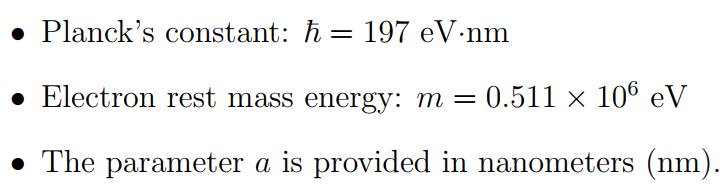 • Planck's constant: ħ = 197 eV·nm
• Electron rest mass energy: m = 0.511 × 10⁶ eV
• The parameter a is provided in nanometers (nm).